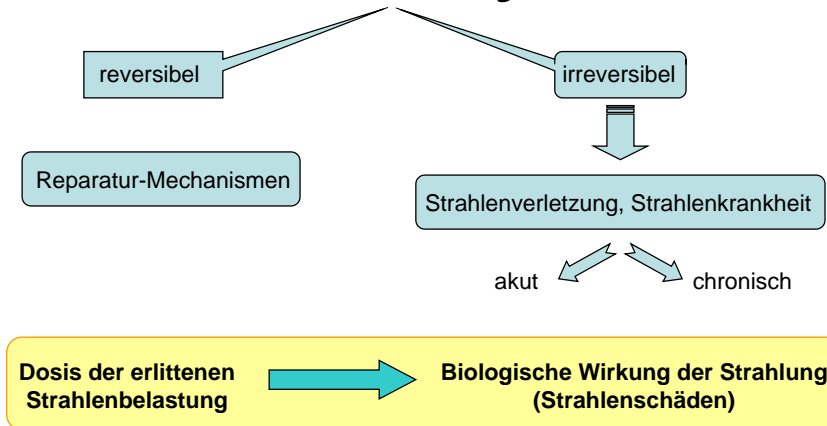 reversibel
irreversibel
Reparatur-Mechanismen
Strahlenverletzung, Strahlenkrankheit
akut
chronisch
Dosis der erlittenen
Strahlenbelastung
Biologische Wirkung der Strahlung
(Strahlenschäden)